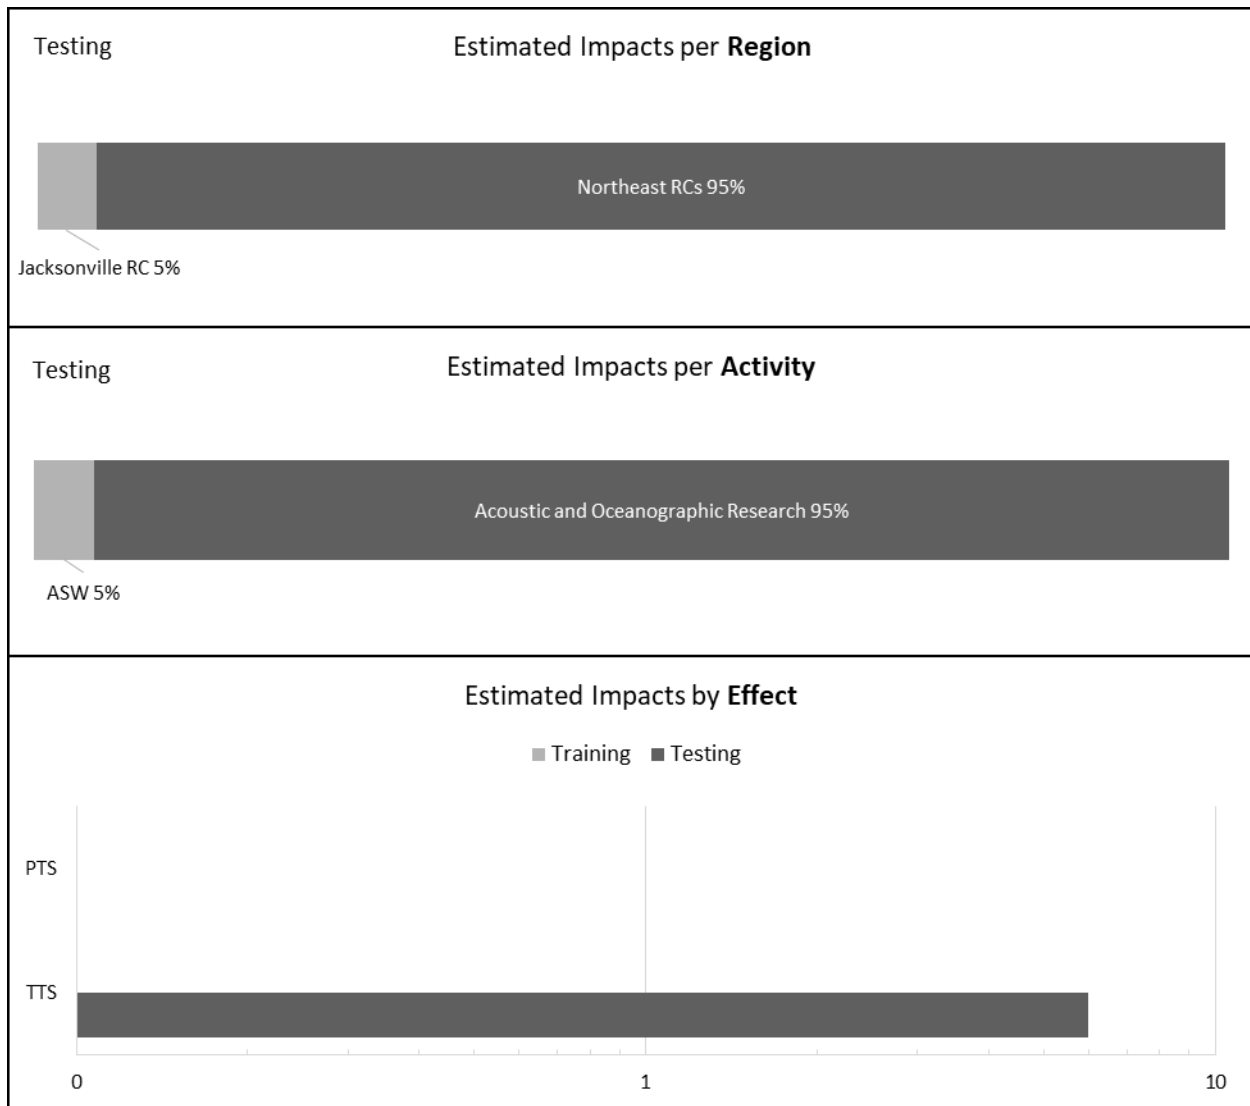 Testing
Estimated Impacts per Region
Northeast RCs 95%
Jacksonville RC 5%
Testing
Estimated Impacts per Activity
Acoustic and Oceanographic Research 95%
ASW 5%
Estimated Impacts by Effect
Training Testing
PTS
TTS
0 1 10